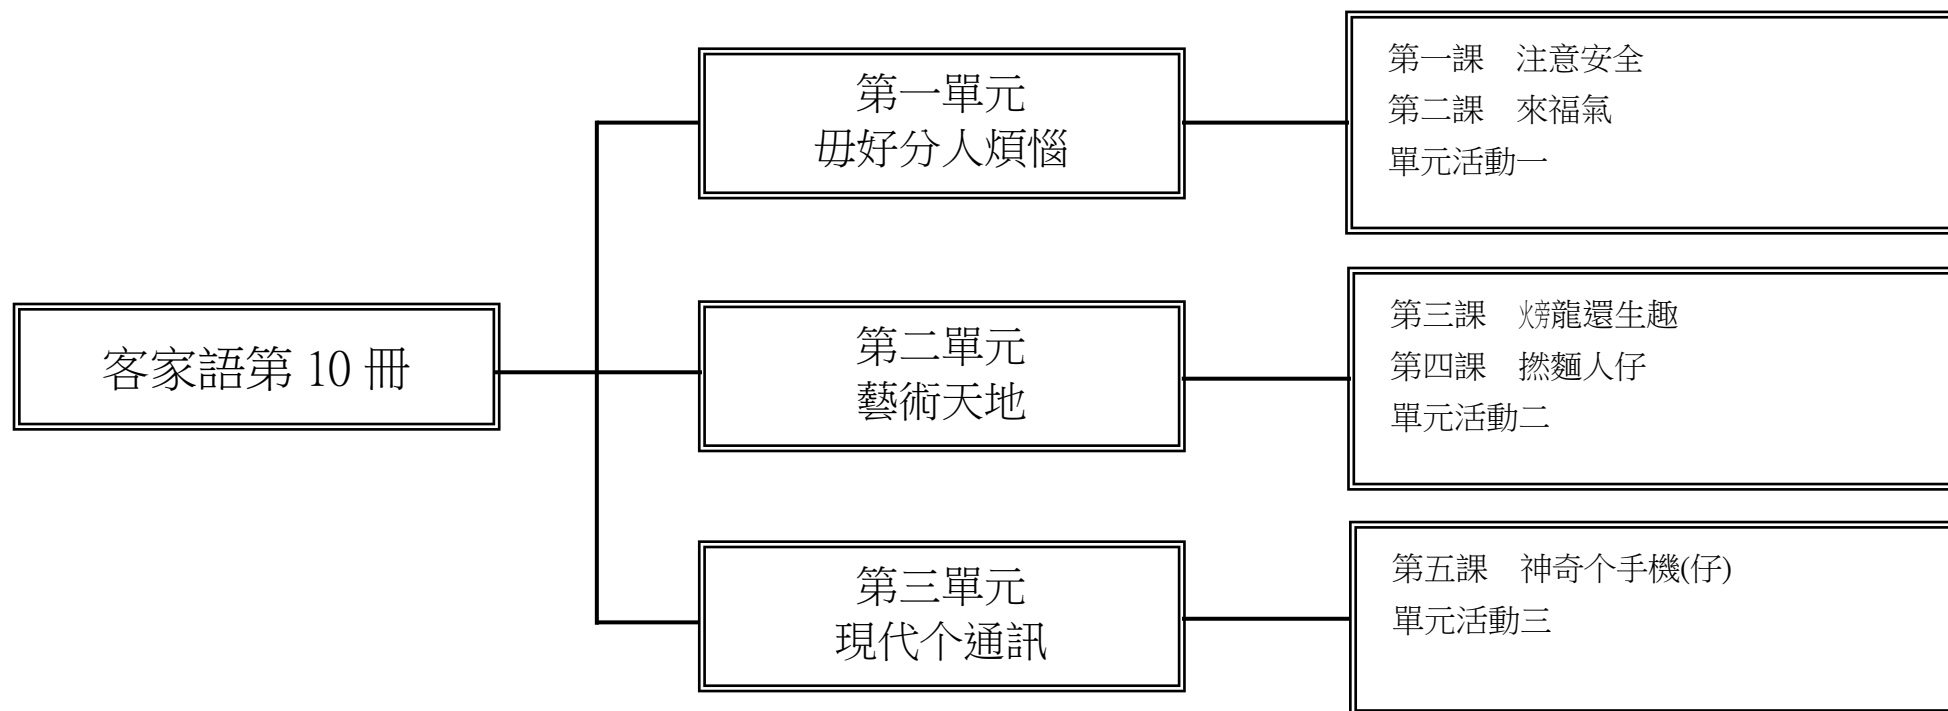 客家語第 10 冊
第一單元
毋好分人煩惱
第一課　注意安全
第二課　來福氣
單元活動一
第二單元
藝術天地
第三課　㷝龍還生趣
第四課　撚麵人仔
單元活動二
第三單元
現代个通訊
第五課　神奇个手機(仔)
單元活動三